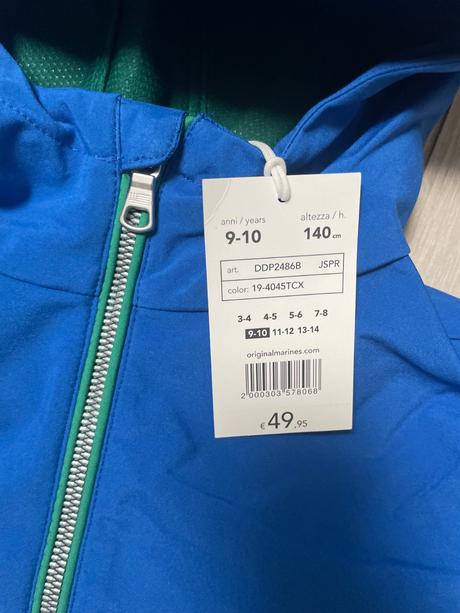 anni / years altezza / h.
9-10 140 cm
art. DDP2486B JSPR
color: 19-4045TCX
3-4 4-5 5-6 7-8
9-10 11-12 13-14
originalmarines.com
2 000303 578068
€ 49,95